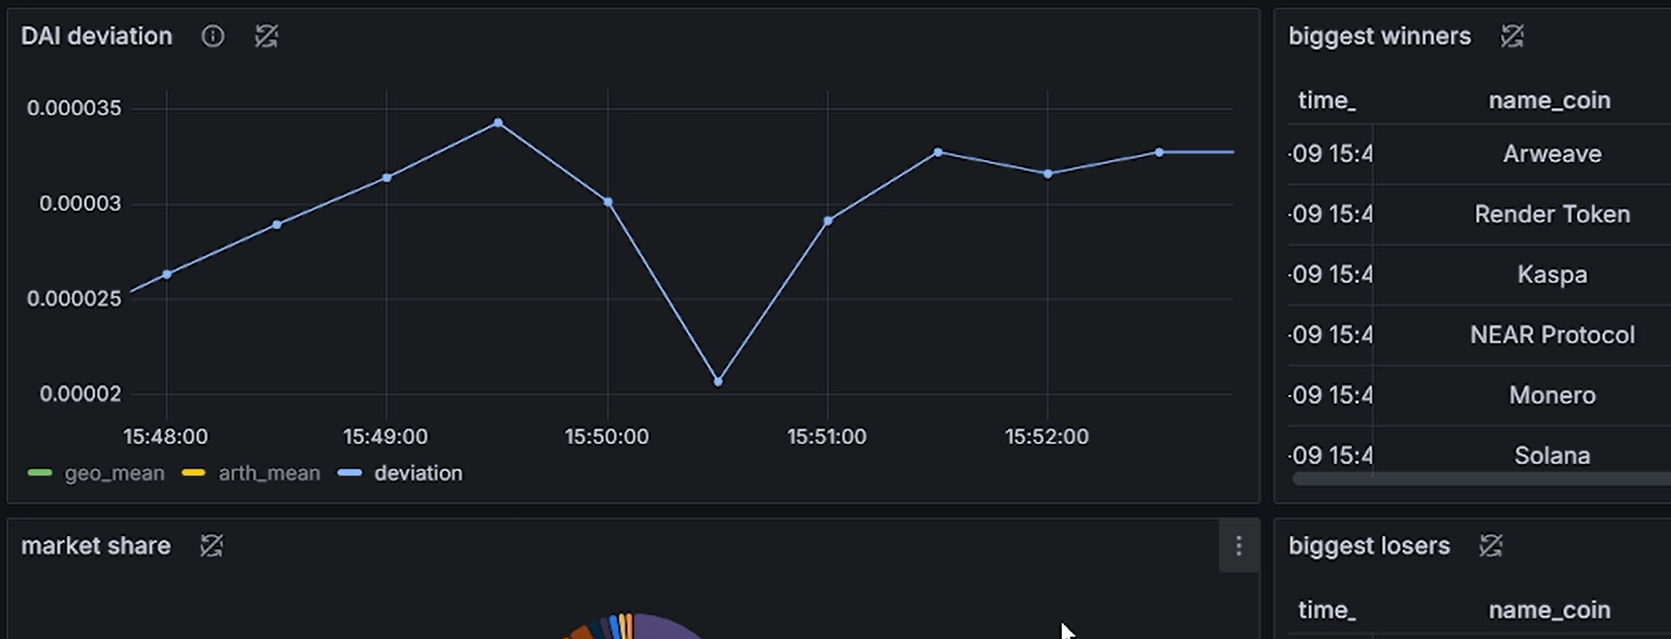 DAI deviation
0.000035
0.00003
0.000025
0.00002
15:48:00 15:49:00 15:50:00 15:51:00 15:52:00
geo_mean arth_mean deviation
biggest winners
time_ name_coin
-09 15:4 Arweave
-09 15:4 Render Token
-09 15:4 Kaspa
-09 15:4 NEAR Protocol
-09 15:4 Monero
-09 15:4 Solana
market share
biggest losers
time_ name_coin